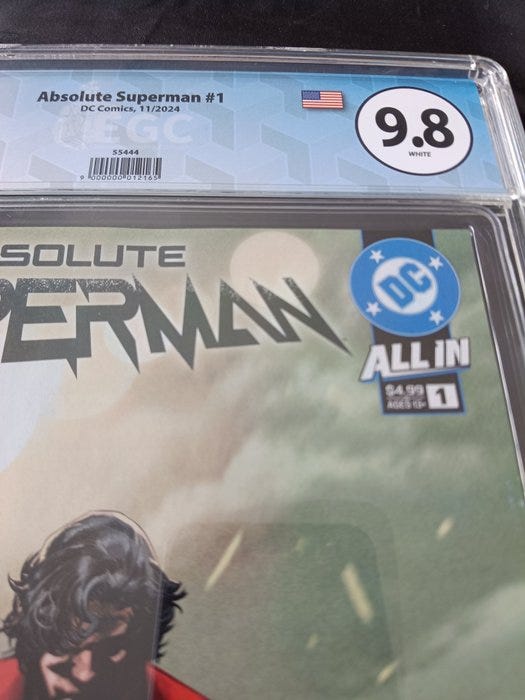 Absolute Superman #1
DC Comics, 11/2024
EGC
55444
9 000000 012165
9.8
WHITE
SOLUTE
PERMAN
DC
ALL IN
$4.99
AGES 13+
1